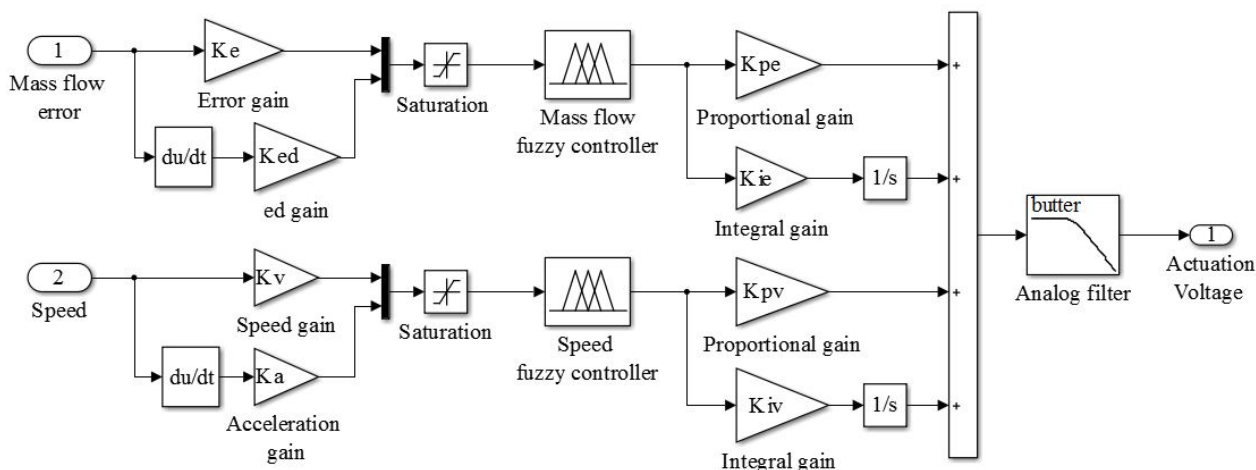 1
Mass flow
error
Ke
Error gain
du/dt
Ked
ed gain
Saturation
Mass flow
fuzzy controller
Kpe
Proportional gain
Kie
Integral gain
1/s
+
+
+
+
butter
Analog filter
1
Actuation
Voltage
2
Speed
Kv
Speed gain
du/dt
Ka
Acceleration
gain
Saturation
Speed
fuzzy controller
Kpv
Proportional gain
Kiv
Integral gain
1/s